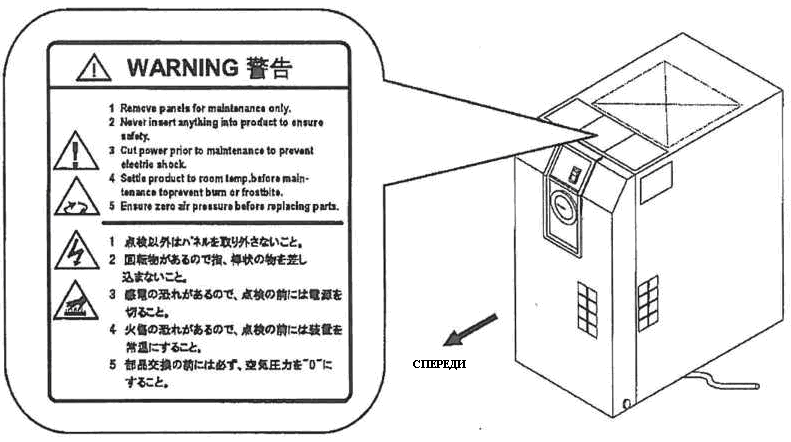 WARNING 警告
1 Remove panels for maintenance only.
2 Never insert anything into product to ensure
safety.
3 Cut power prior to maintenance to prevent
electric shock.
4 Settle product to room temp.before main-
tenance toprevent burn or frostbite.
5 Ensure zero air pressure before replacing parts.
1 点検以外はパネルを取り外さないこと。
2 回転物があるので指、棒状の物を差し
込まないこと。
3 感電の恐れがあるので、点検の前には電源を
切ること。
4 火傷の恐れがあるので、点検の前には装置を
常温にすること。
5 部品交換の前には必ず、空気圧力を"0"に
すること。
СПЕРЕДИ